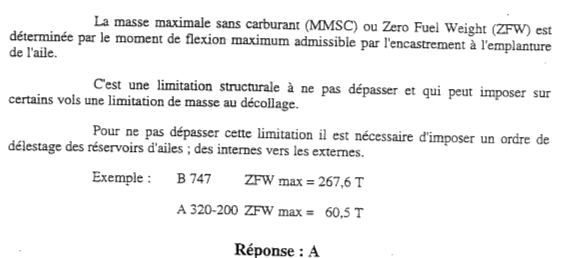 La masse maximale sans carburant (MMSC) ou Zero Fuel Weight (ZFW) est
déterminée par le moment de flexion maximum admissible par l'encastrement à l'emplanture
de l'aile.
C'est une limitation structurale à ne pas dépasser et qui peut imposer sur
certains vols une limitation de masse au décollage.
Pour ne pas dépasser cette limitation il est nécessaire d'imposer un ordre de
délestage des réservoirs d'ailes ; des internes vers les externes.
Exemple : B 747 ZFW max = 267,6 T
A 320-200 ZFW max = 60,5 T
Réponse : A